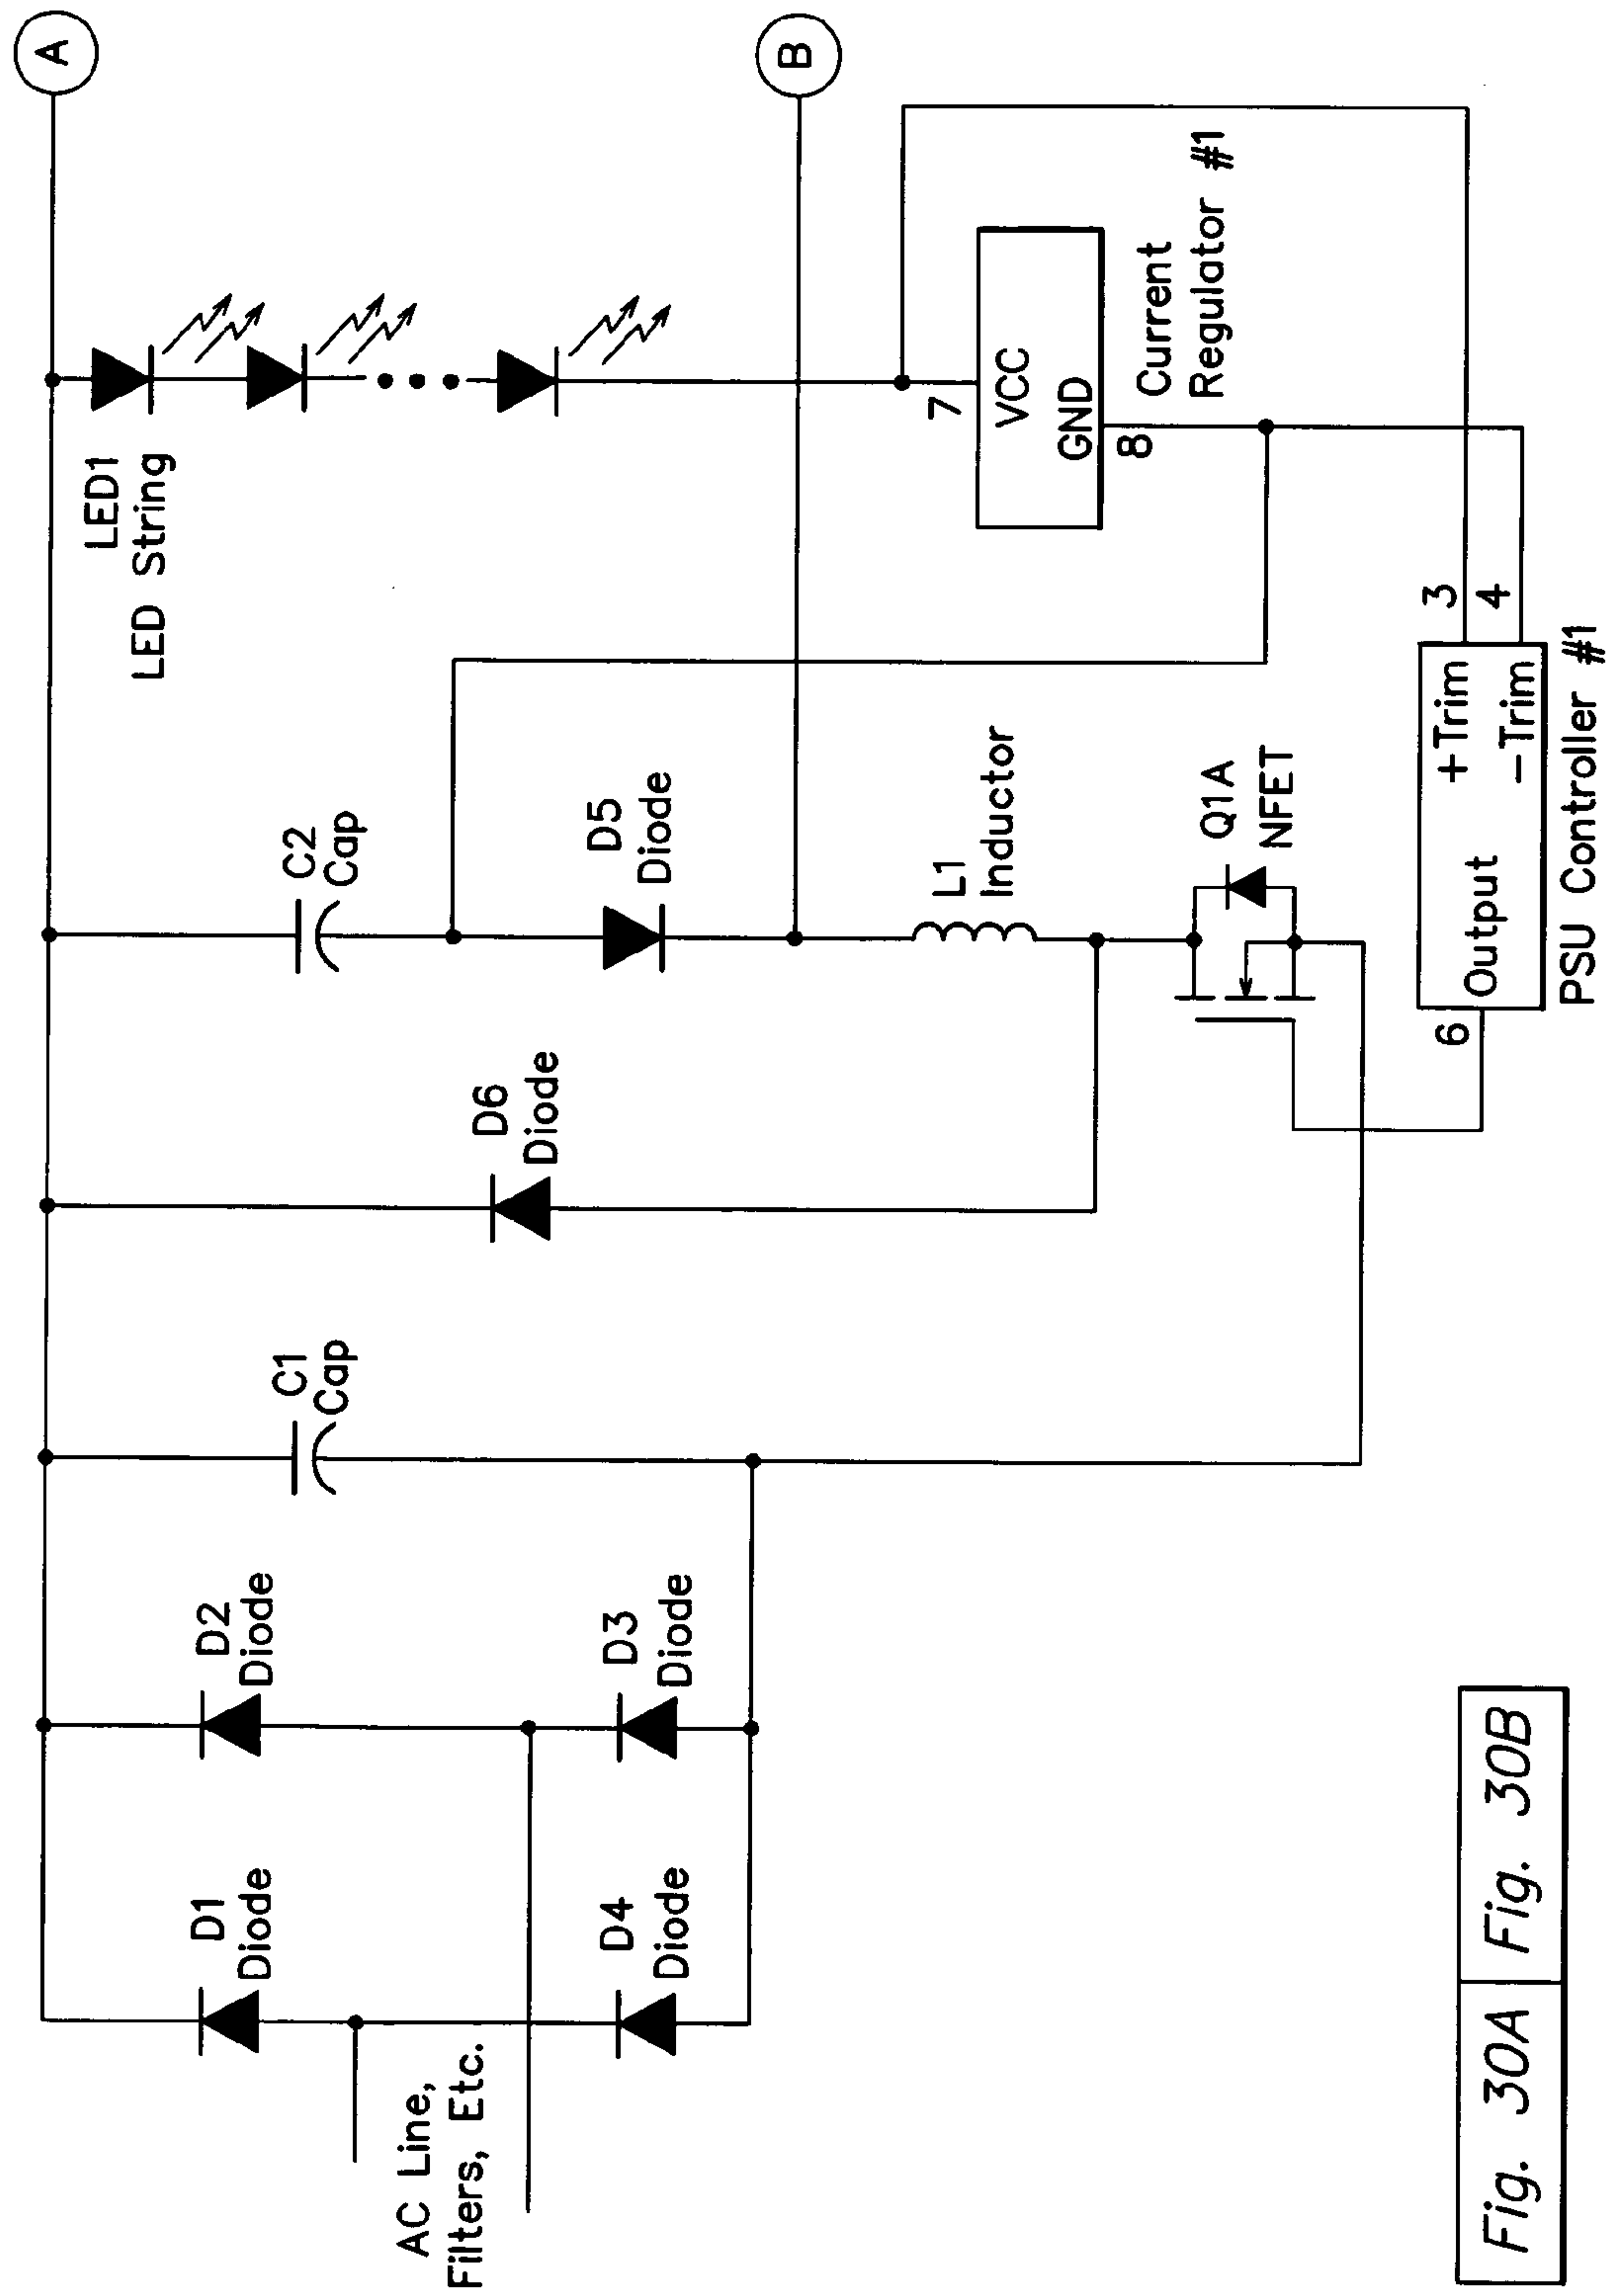 AC Line,
Filters, Etc.
D1
Diode
D2
Diode
D4
Diode
D3
Diode
C1
Cap
D6
Diode
C2
Cap
D5
Diode
L1
Inductor
Q1A
NFET
LED1
LED String
A
B
7
VCC
GND
8
Current
Regulator #1
3
4
+Trim
-Trim
Output
6
PSU Controller #1
Fig. 30A
Fig. 30B